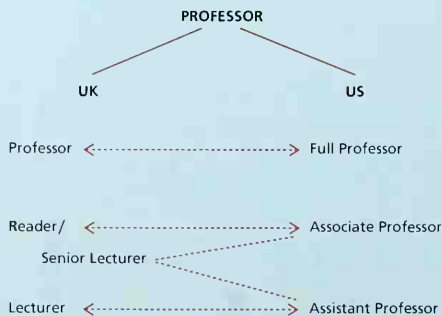 PROFESSOR
UK US
Professor Full Professor
Reader/ Associate Professor
Senior Lecturer
Lecturer Assistant Professor